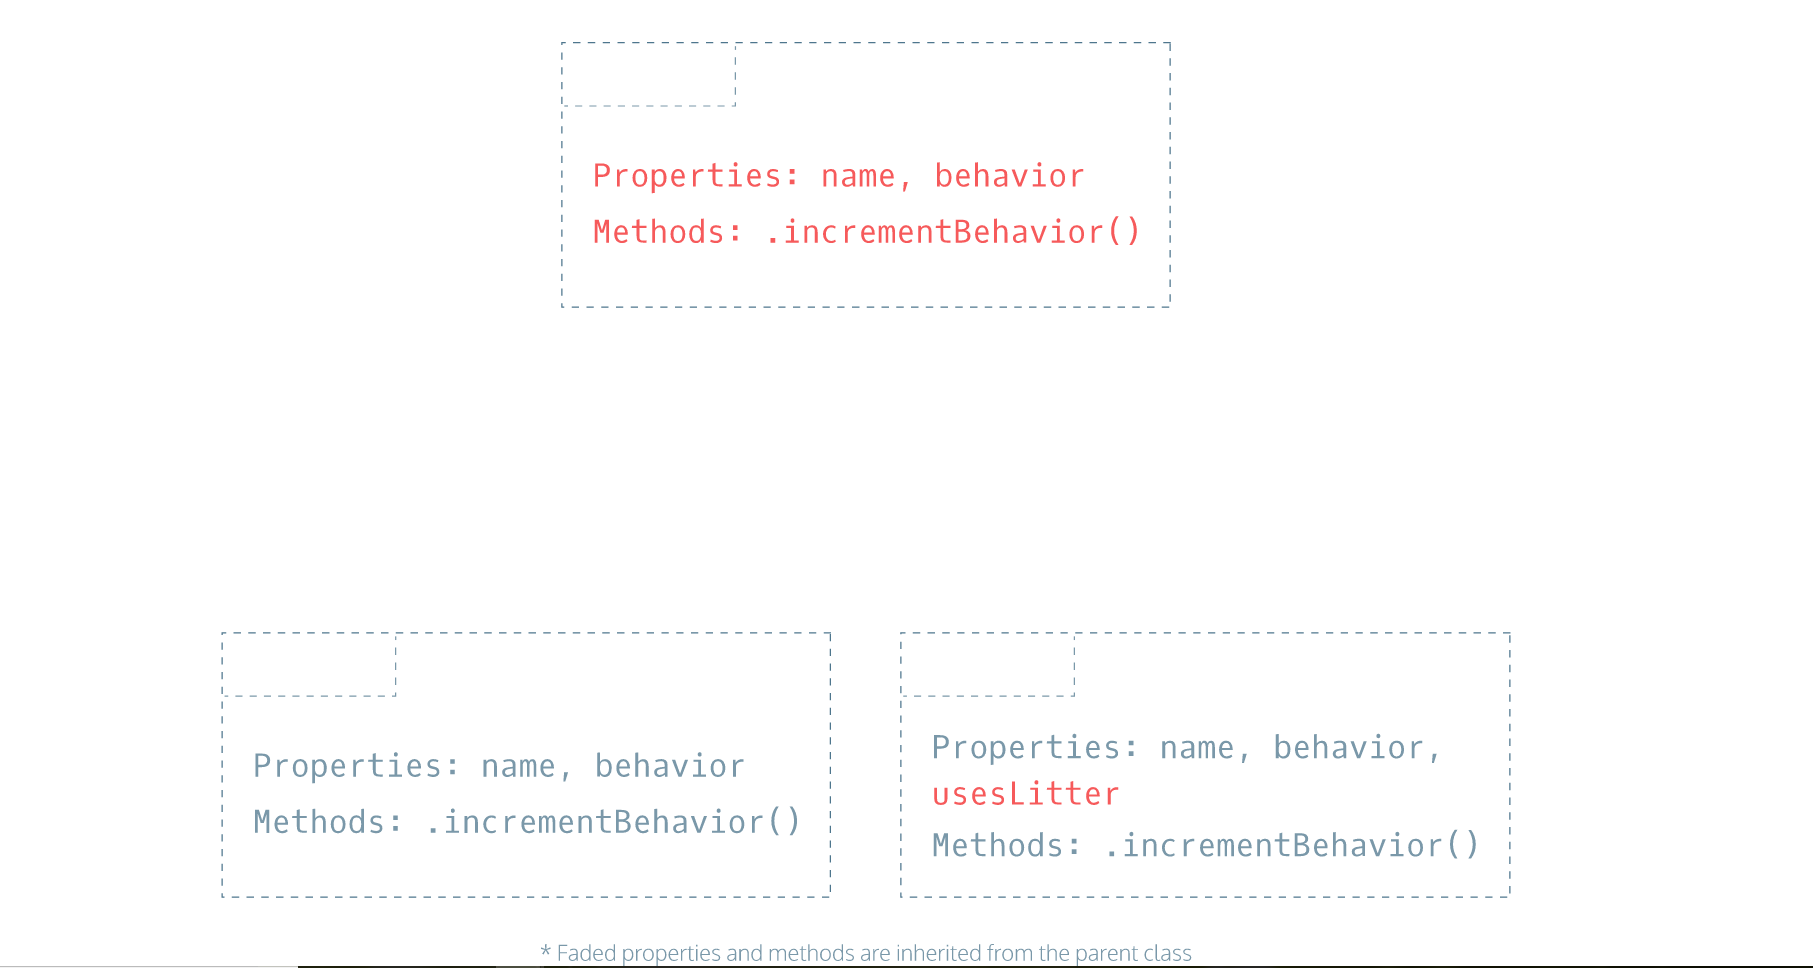 Properties: name, behavior
Methods: .incrementBehavior()
Properties: name, behavior
Methods: .incrementBehavior()
Properties: name, behavior,
usesLitter
Methods: .incrementBehavior()
* Faded properties and methods are inherited from the parent class